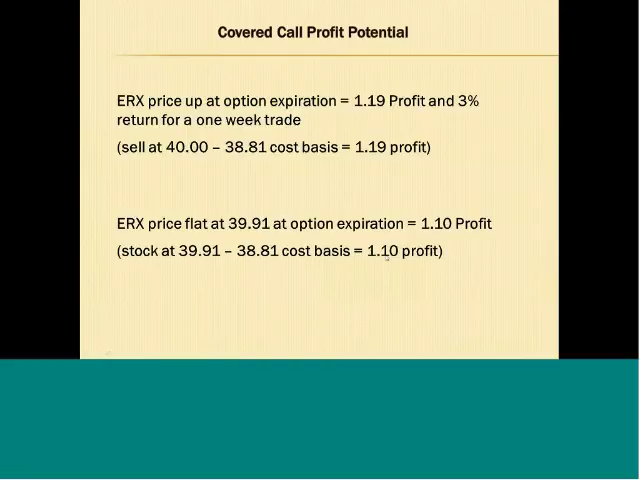 Covered Call Profit Potential
ERX price up at option expiration = 1.19 Profit and 3%
return for a one week trade
(sell at 40.00 – 38.81 cost basis = 1.19 profit)
ERX price flat at 39.91 at option expiration = 1.10 Profit
(stock at 39.91 – 38.81 cost basis = 1.10 profit)